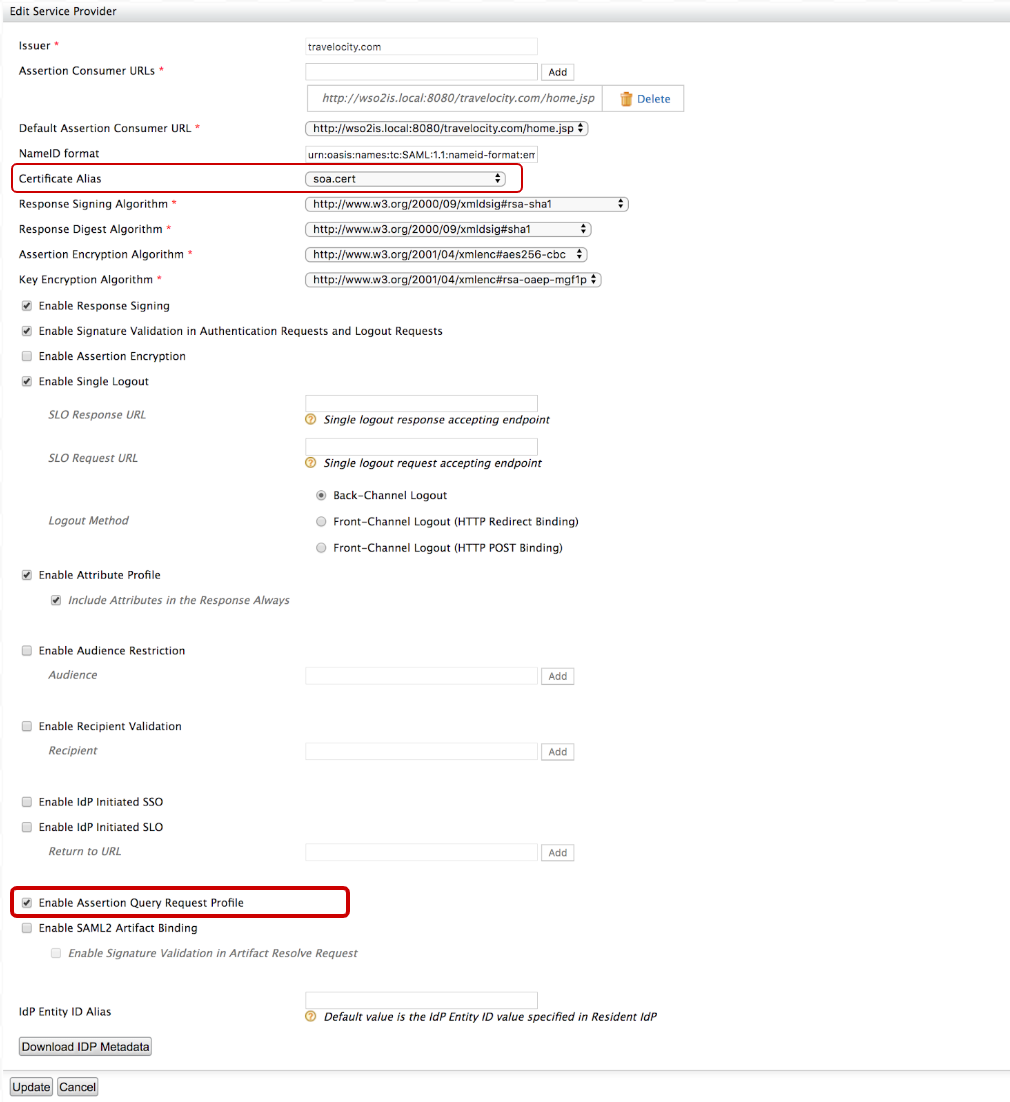 Edit Service Provider
Issuer *
travelocity.com
Assertion Consumer URLs *
Add
http://wso2is.local:8080/travelocity.com/home.jsp
Delete
Default Assertion Consumer URL *
http://wso2is.local:8080/travelocity.com/home.jsp
NameID format
urn:oasis:names:tc:SAML:1.1:nameid-format:em
Certificate Alias
soa.cert
Response Signing Algorithm *
http://www.w3.org/2000/09/xmldsig#rsa-sha1
Response Digest Algorithm *
http://www.w3.org/2000/09/xmldsig#sha1
Assertion Encryption Algorithm *
http://www.w3.org/2001/04/xmlenc#aes256-cbc
Key Encryption Algorithm *
http://www.w3.org/2001/04/xmlenc#rsa-oaep-mgf1p
Enable Response Signing
Enable Signature Validation in Authentication Requests and Logout Requests
Enable Assertion Encryption
Enable Single Logout
SLO Response URL
Single logout response accepting endpoint
SLO Request URL
Single logout request accepting endpoint
Logout Method
Back-Channel Logout
Front-Channel Logout (HTTP Redirect Binding)
Front-Channel Logout (HTTP POST Binding)
Enable Attribute Profile
Include Attributes in the Response Always
Enable Audience Restriction
Audience
Add
Enable Recipient Validation
Recipient
Add
Enable IdP Initiated SSO
Enable IdP Initiated SLO
Return to URL
Add
Enable Assertion Query Request Profile
Enable SAML2 Artifact Binding
Enable Signature Validation in Artifact Resolve Request
IdP Entity ID Alias
Default value is the IdP Entity ID value specified in Resident IdP
Download IDP Metadata
Update
Cancel